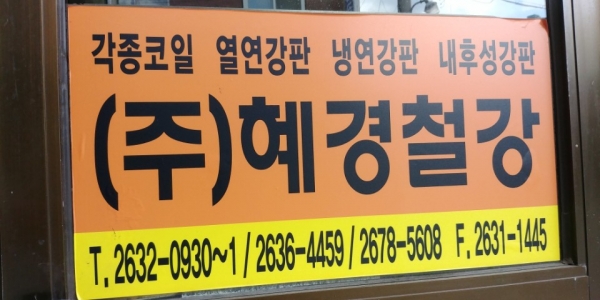 각종코일 열연강판 냉연강판 내후성강판
(주)혜경철강
T. 2632-0930~1 / 2636-4459 / 2678-5608 F. 2631-1445